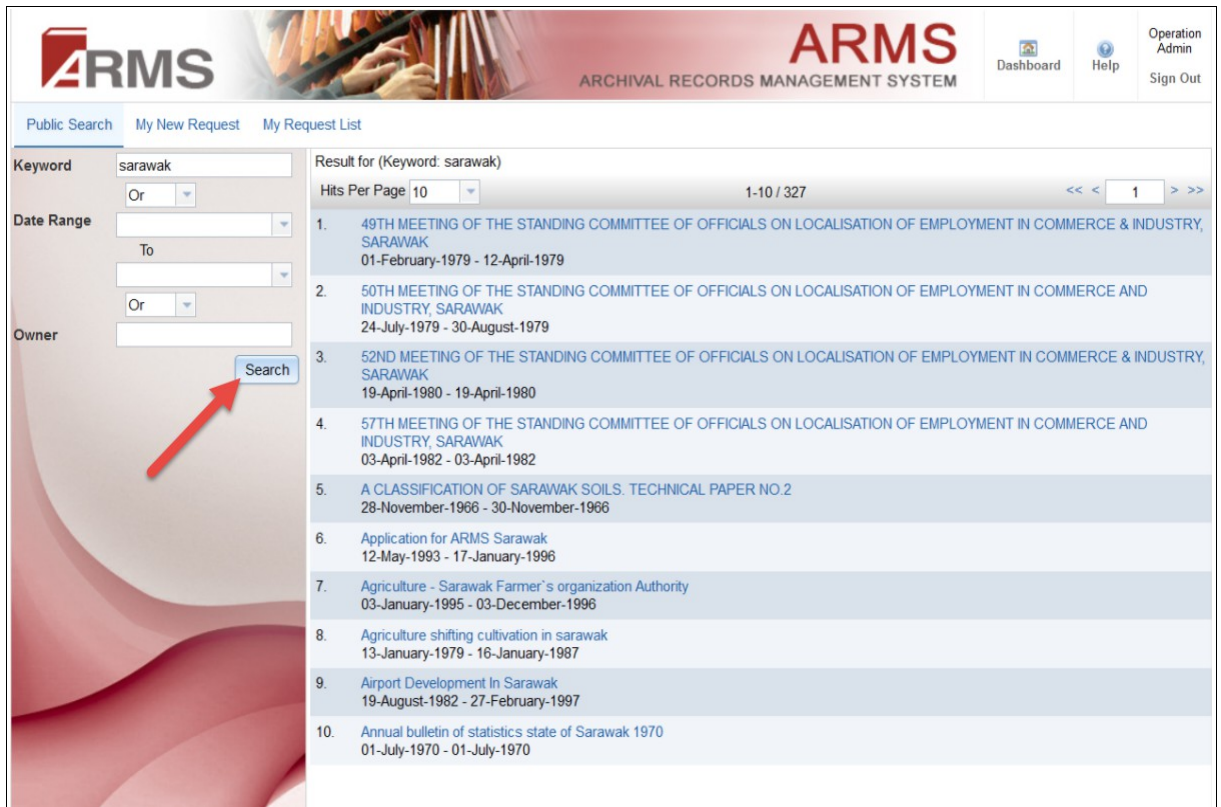 ARMS
ARMS
ARCHIVAL RECORDS MANAGEMENT SYSTEM
Dashboard
Help
Operation
Admin
Sign Out
Public Search
My New Request
My Request List
Keyword
sarawak
Or
Date Range
To
Or
Owner
Search
Result for (Keyword: sarawak)
Hits Per Page 10
1-10 / 327
<< < 1 > >>
1. 49TH MEETING OF THE STANDING COMMITTEE OF OFFICIALS ON LOCALISATION OF EMPLOYMENT IN COMMERCE & INDUSTRY,
SARAWAK
01-February-1979 - 12-April-1979
2. 50TH MEETING OF THE STANDING COMMITTEE OF OFFICIALS ON LOCALISATION OF EMPLOYMENT IN COMMERCE AND
INDUSTRY, SARAWAK
24-July-1979 - 30-August-1979
3. 52ND MEETING OF THE STANDING COMMITTEE OF OFFICIALS ON LOCALISATION OF EMPLOYMENT IN COMMERCE & INDUSTRY,
SARAWAK
19-April-1980 - 19-April-1980
4. 57TH MEETING OF THE STANDING COMMITTEE OF OFFICIALS ON LOCALISATION OF EMPLOYMENT IN COMMERCE AND
INDUSTRY, SARAWAK
03-April-1982 - 03-April-1982
5. A CLASSIFICATION OF SARAWAK SOILS. TECHNICAL PAPER NO.2
28-November-1966 - 30-November-1966
6. Application for ARMS Sarawak
12-May-1993 - 17-January-1996
7. Agriculture - Sarawak Farmer`s organization Authority
03-January-1995 - 03-December-1996
8. Agriculture shifting cultivation in sarawak
13-January-1979 - 16-January-1987
9. Airport Development In Sarawak
19-August-1982 - 27-February-1997
10. Annual bulletin of statistics state of Sarawak 1970
01-July-1970 - 01-July-1970